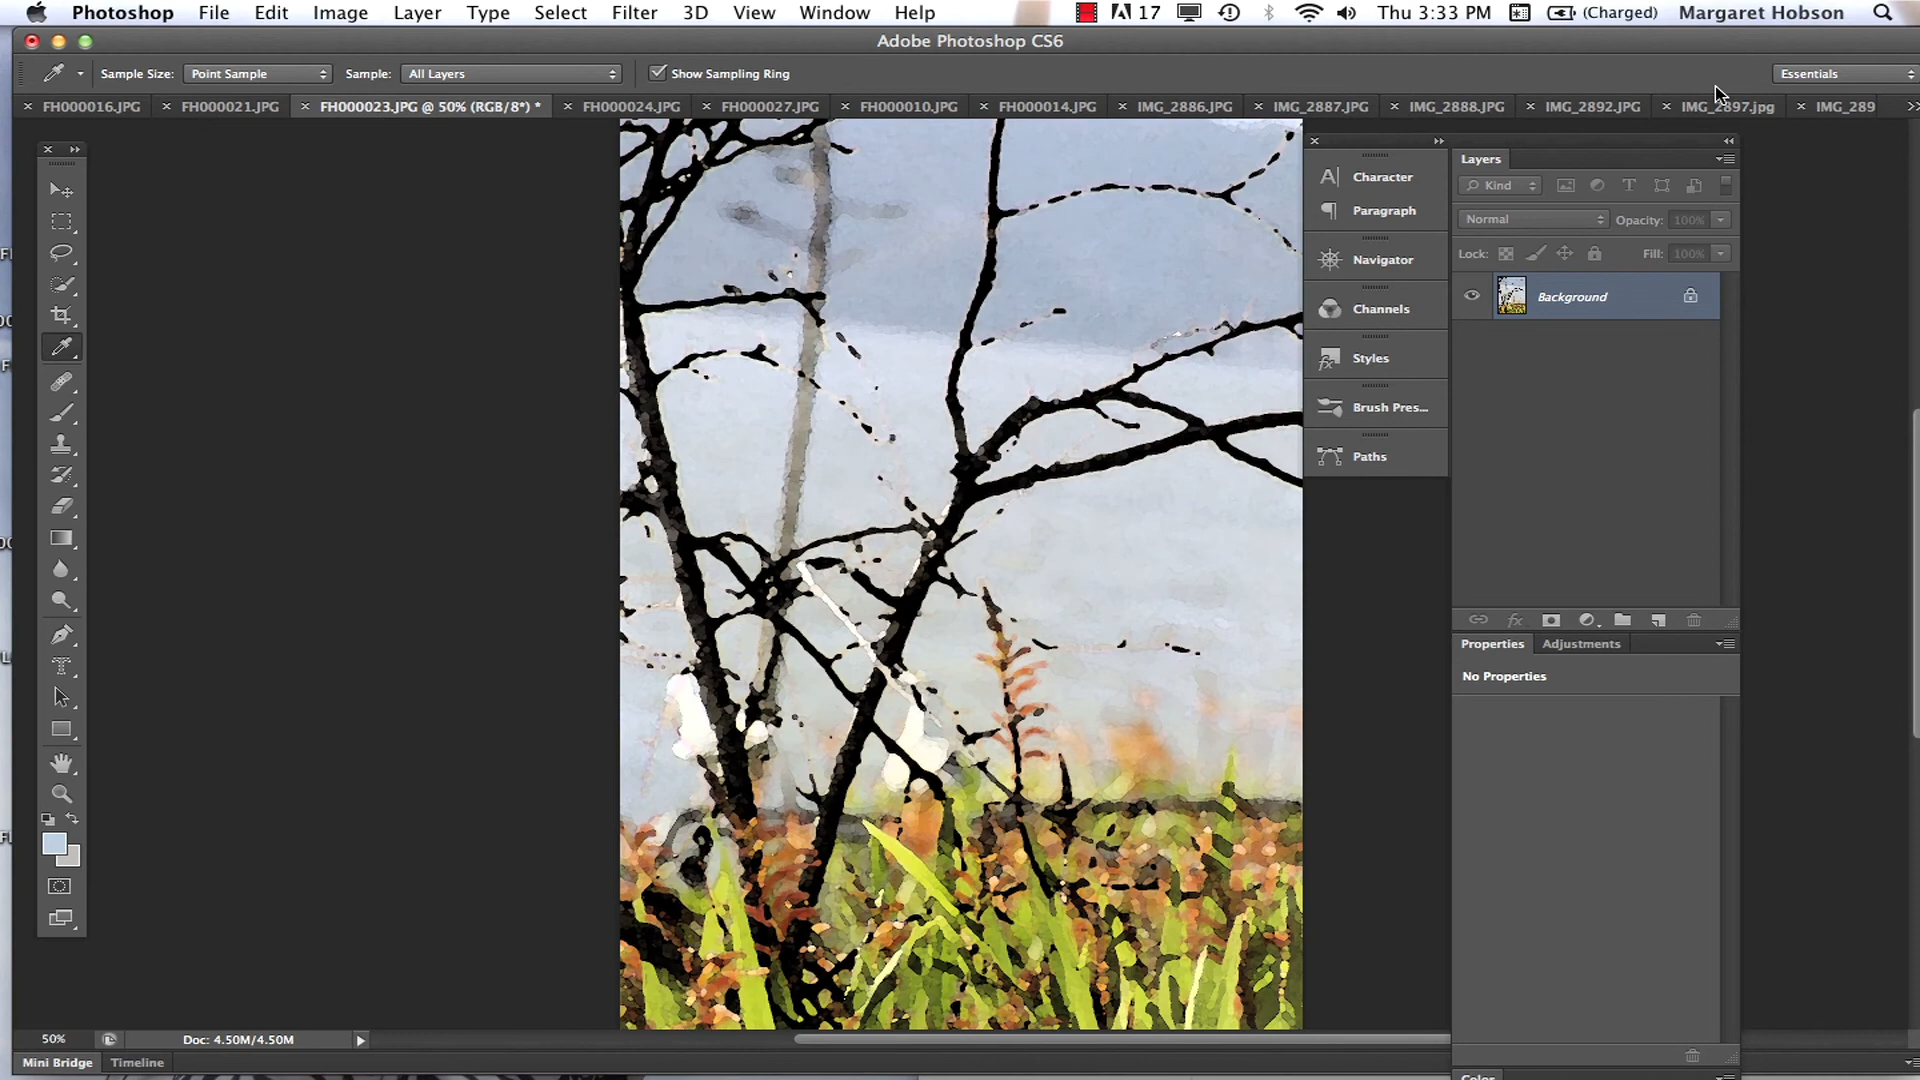 Photoshop File Edit Image Layer Type Select Filter 3D View Window Help 17 Thu 3:33 PM (Charged) Margaret Hobson
Adobe Photoshop CS6
Sample Size: Point Sample Sample: All Layers Show Sampling Ring Essentials
FH000016.JPG FH000021.JPG FH000023.JPG @ 50% (RGB/8*) * FH000024.JPG FH000027.JPG FH000010.JPG FH000014.JPG IMG_2886.JPG IMG_2887.JPG IMG_2888.JPG IMG_2892.JPG IMG_2897.jpg IMG_289
Character
Paragraph
Navigator
Channels
Styles
Brush Pres...
Paths
Layers
Kind
Normal Opacity: 100%
Lock: Fill: 100%
Background
Properties Adjustments
No Properties
50% Doc: 4.50M/4.50M
Mini Bridge Timeline
Color